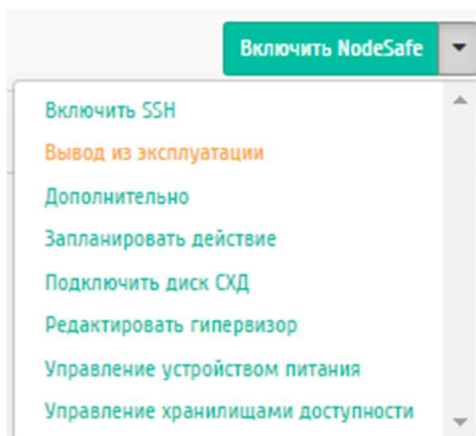 Включить NodeSafe
Включить SSH
Вывод из эксплуатации
Дополнительно
Запланировать действие
Подключить диск СХД
Редактировать гипервизор
Управление устройством питания
Управление хранилищами доступности